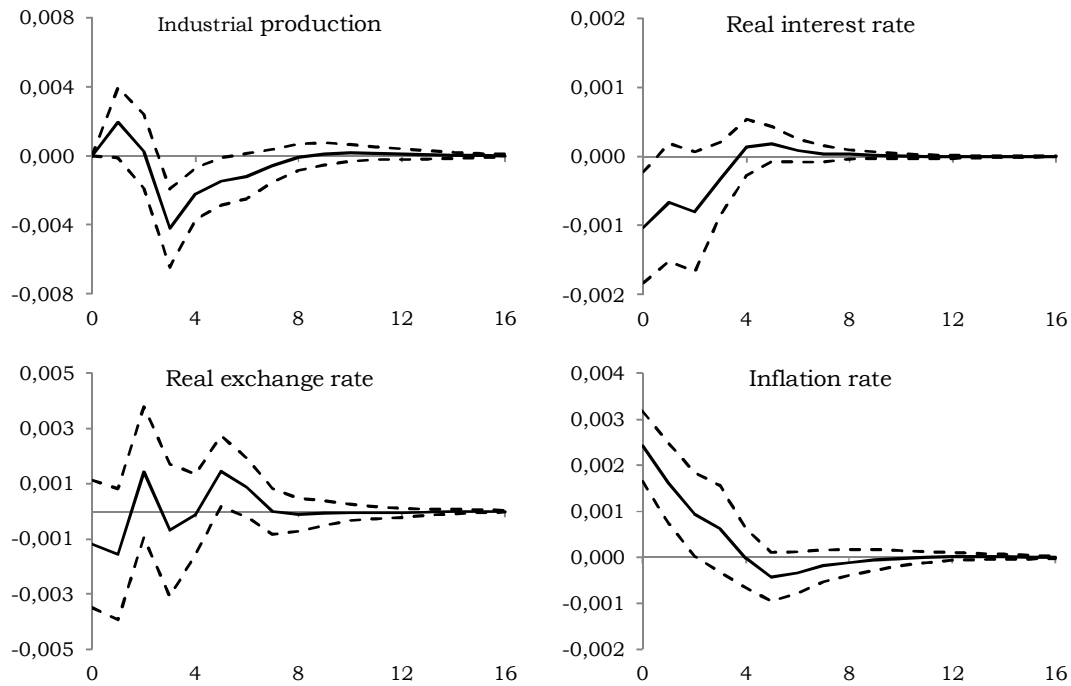 Industrial production
0,008
0,004
0,000
-0,004
-0,008
0 4 8 12 16
Real interest rate
0,002
0,001
0,000
-0,001
-0,002
0 4 8 12 16
Real exchange rate
0,005
0,003
0,001
-0,001
-0,003
-0,005
0 4 8 12 16
Inflation rate
0,004
0,003
0,002
0,001
0,000
-0,001
-0,002
0 4 8 12 16